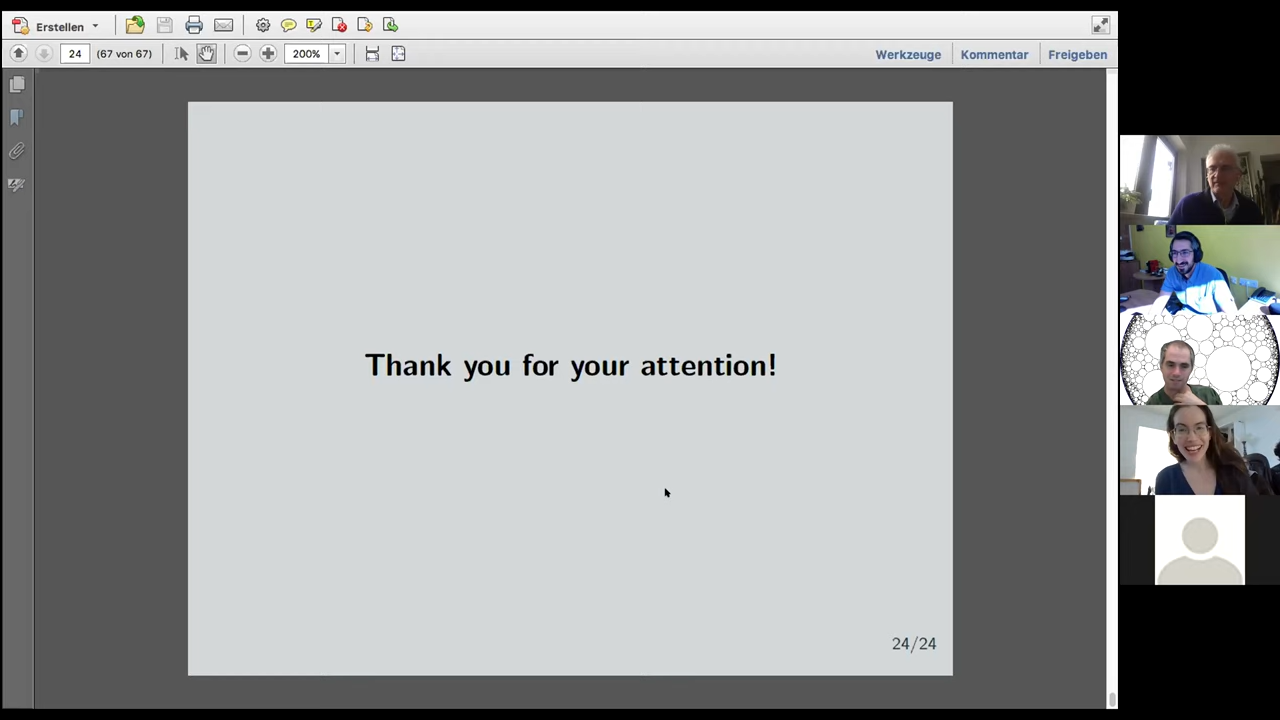 Erstellen
24 (67 von 67) 200% Werkzeuge Kommentar Freigeben
Thank you for your attention!
24/24